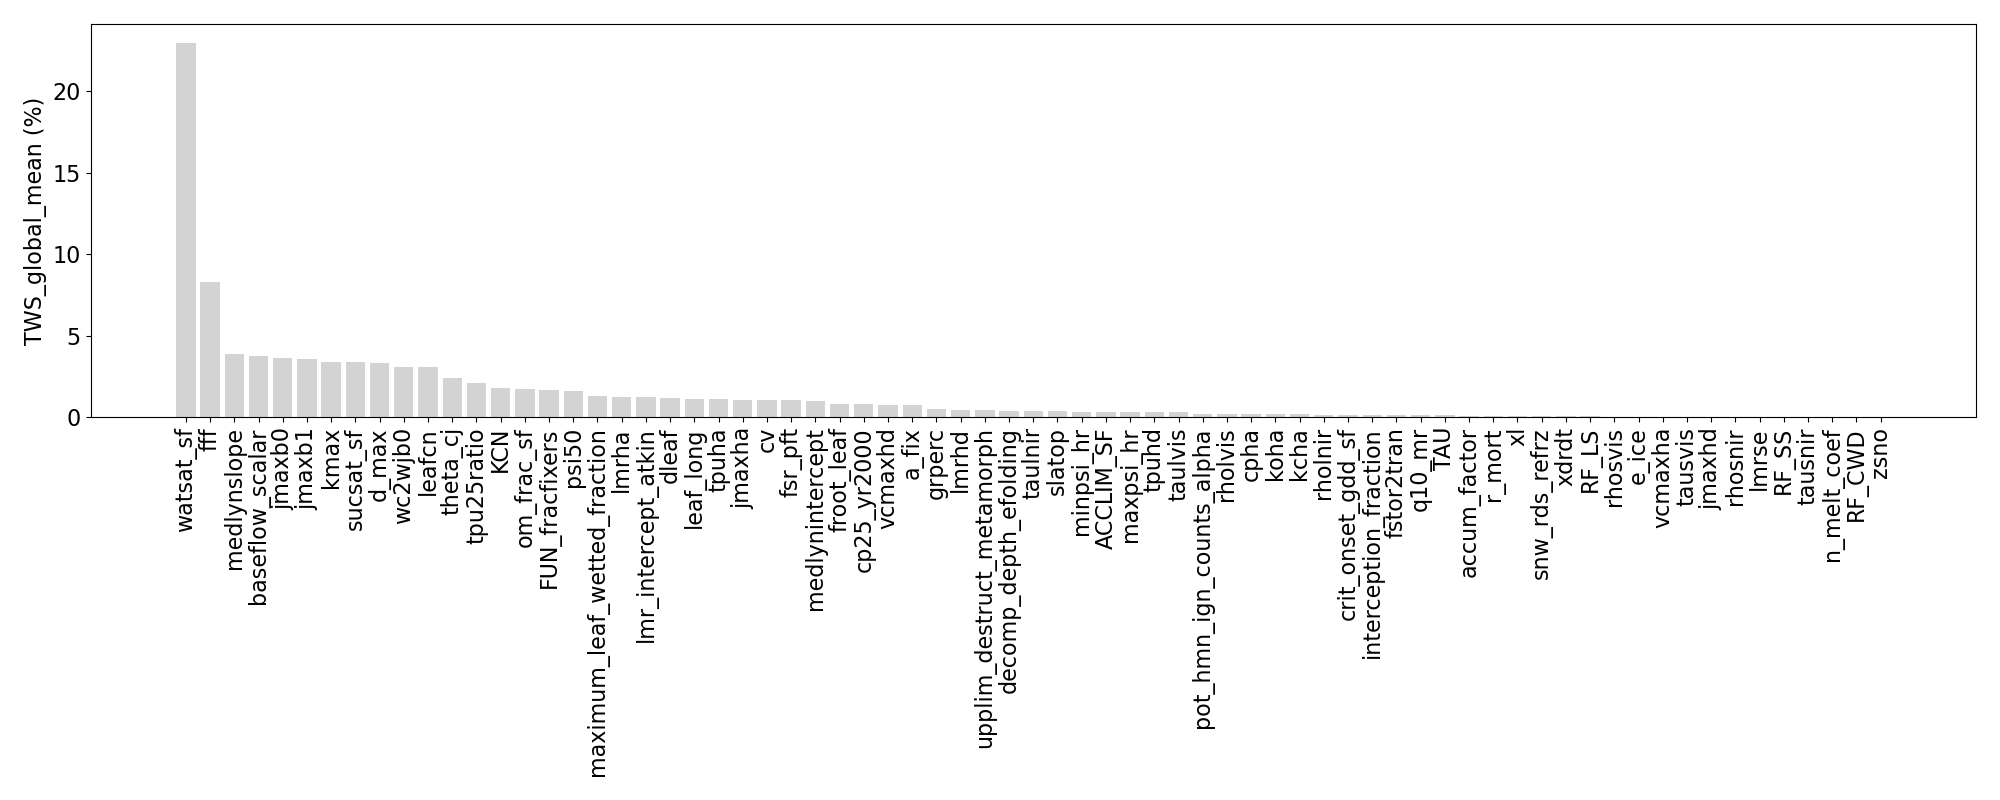 TWS_global_mean (%)
20
15
10
5
0
watsat_sf
fff
medlynslope
baseflow_scalar
jmaxb0
jmaxb1
kmax
sucsat_sf
d_max
wc2wjb0
leafcn
theta_cj
tpu25ratio
KCN
om_frac_sf
FUN_fracfixers
psi50
maximum_leaf_wetted_fraction
lmrha
lmr_intercept_atkin
dleaf
leaf_long
tpuha
jmaxha
cv
fsr_pft
medlynintercept
froot_leaf
cp25_yr2000
vcmaxhd
a_fix
grperc
lmrhd
upplim_destruct_metamorph
decomp_depth_efolding
taulnir
slatop
minpsi_hr
ACCLIM_SF
maxpsi_hr
tpuhd
taulvis
pot_hmn_ign_counts_alpha
rholvis
cpha
koha
kcha
rholnir
crit_onset_gdd_sf
interception_fraction
fstor2tran
q10_mr
TAU
accum_factor
r_mort
xl
snw_rds_refrz
xdrdt
RF_LS
rhosvis
e_ice
vcmaxha
tausvis
jmaxhd
rhosnir
lmrse
RF_SS
tausnir
n_melt_coef
RF_CWD
zsno